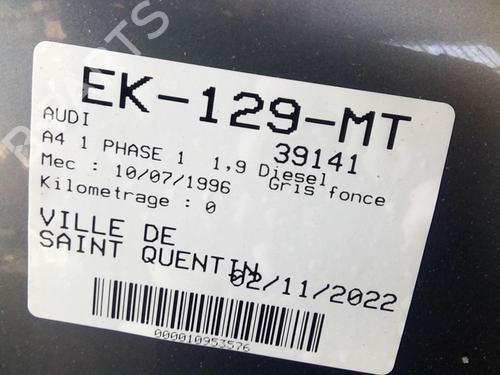 EK-129-MT
AUDI
39141
A4 1 PHASE 1 1,9 Diesel
Mec : 10/07/1996 Gris fonce
Kilometrage : 0
VILLE DE
SAINT QUENTIN
02/11/2022
000010953576